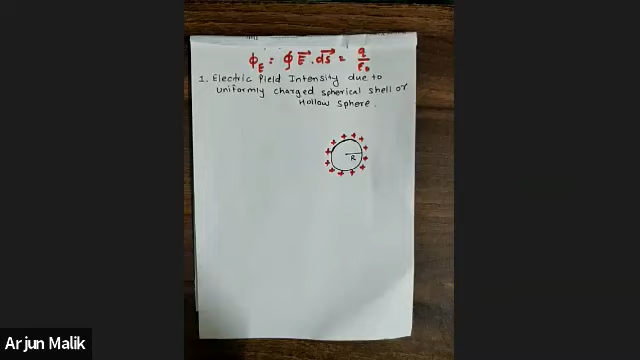 ϕE = ∮ E⃗ . ds⃗ = q/ε₀
1. Electric Field Intensity due to
uniformly charged spherical shell or
Hollow sphere.
R
Arjun Malik